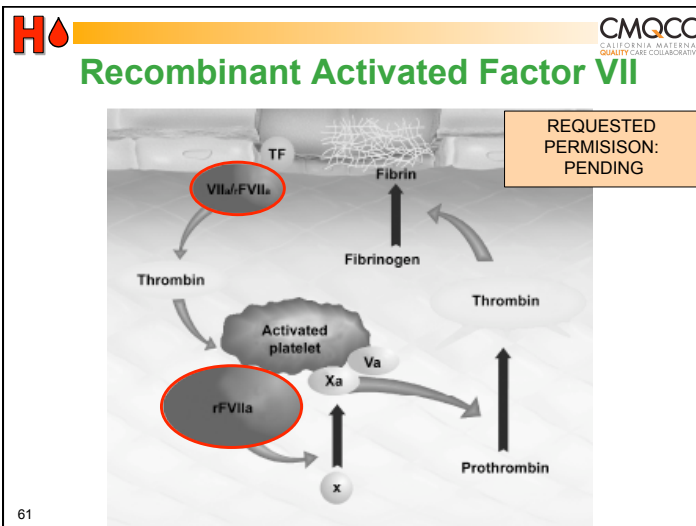 H
CMQCC
CALIFORNIA MATERNAL
QUALITY CARE COLLABORATIVE
Recombinant Activated Factor VII
REQUESTED
PERMISISON:
PENDING
TF
VIIa/rFVIIa
Fibrin
Fibrinogen
Thrombin
Thrombin
Activated
platelet
Va
Xa
rFVIIa
Prothrombin
x
61